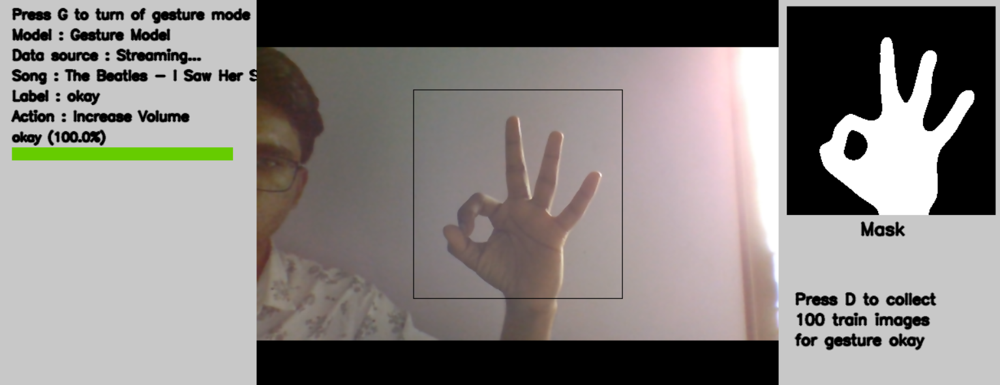 Press G to turn of gesture mode
Model : Gesture Model
Data source : Streaming...
Song : The Beatles - I Saw Her S
Label : okay
Action : Increase Volume
okay (100.0%)
Mask
Press D to collect
100 train images
for gesture okay